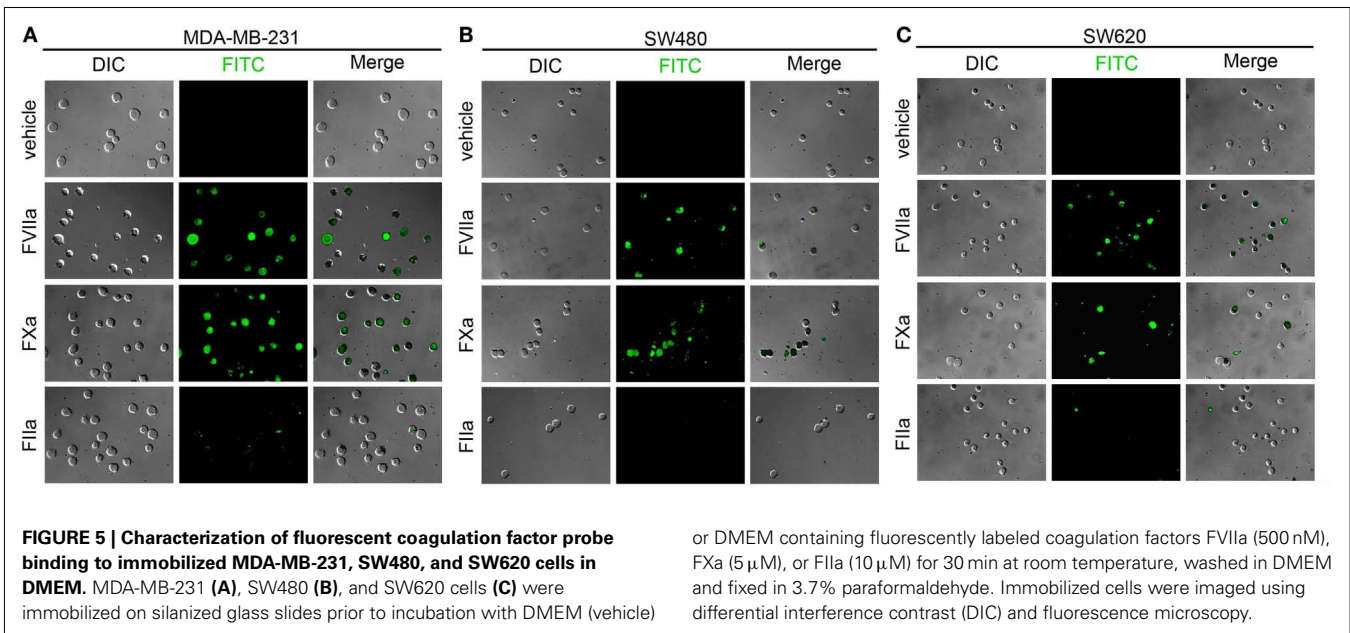 A
MDA-MB-231
DIC FITC Merge
vehicle
FVIIa
FXa
FIIa
B
SW480
DIC FITC Merge
vehicle
FVIIa
FXa
FIIa
C
SW620
DIC FITC Merge
vehicle
FVIIa
FXa
FIIa
FIGURE 5 | Characterization of fluorescent coagulation factor probe
binding to immobilized MDA-MB-231, SW480, and SW620 cells in
DMEM. MDA-MB-231 (A), SW480 (B), and SW620 cells (C) were
immobilized on silanized glass slides prior to incubation with DMEM (vehicle)
or DMEM containing fluorescently labeled coagulation factors FVIIa (500 nM),
FXa (5 μM), or FIIa (10 μM) for 30 min at room temperature, washed in DMEM
and fixed in 3.7% paraformaldehyde. Immobilized cells were imaged using
differential interference contrast (DIC) and fluorescence microscopy.